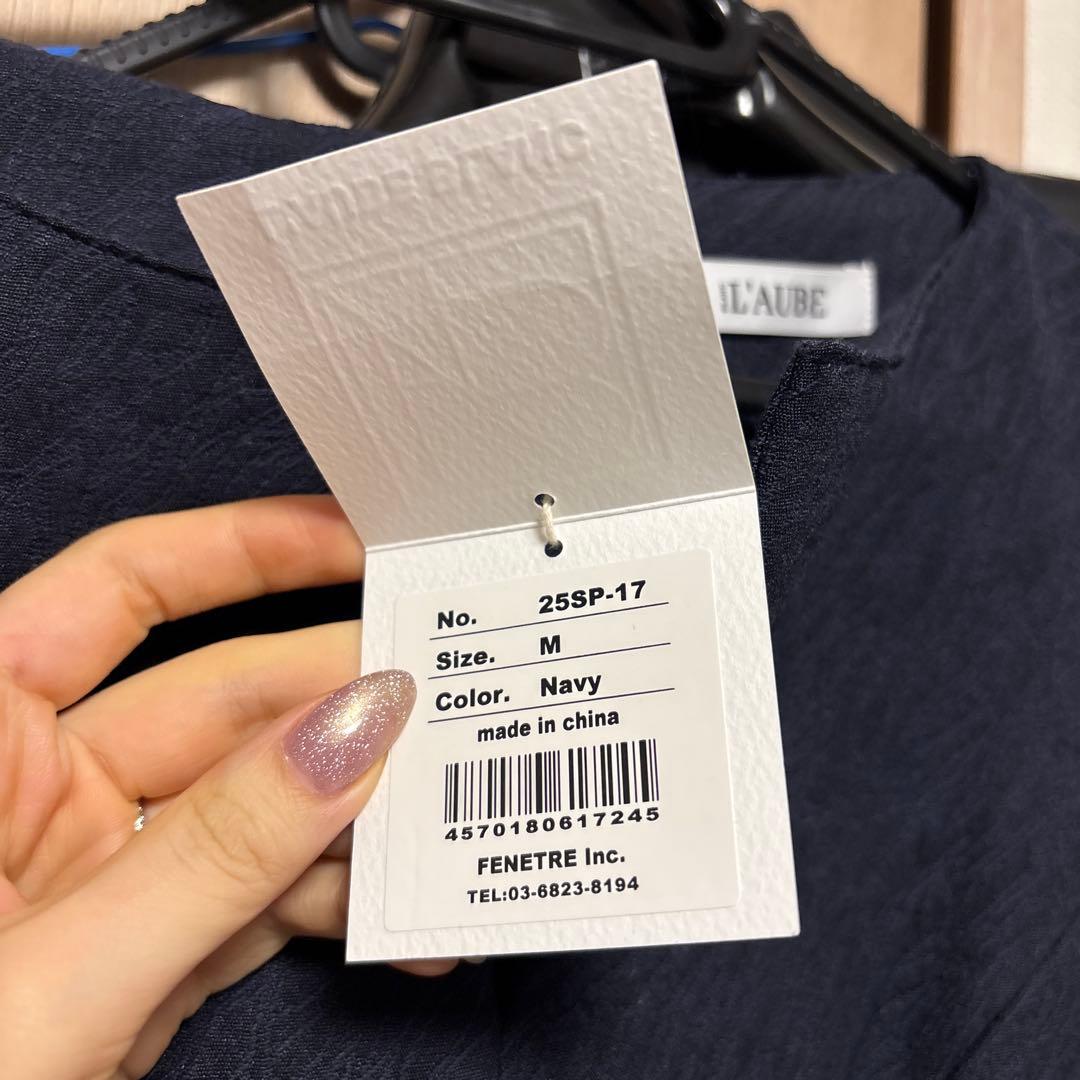 L'AUBE
No. 25SP-17
Size. M
Color. Navy
made in china
4570180617245
FENETRE Inc.
TEL:03-6823-8194